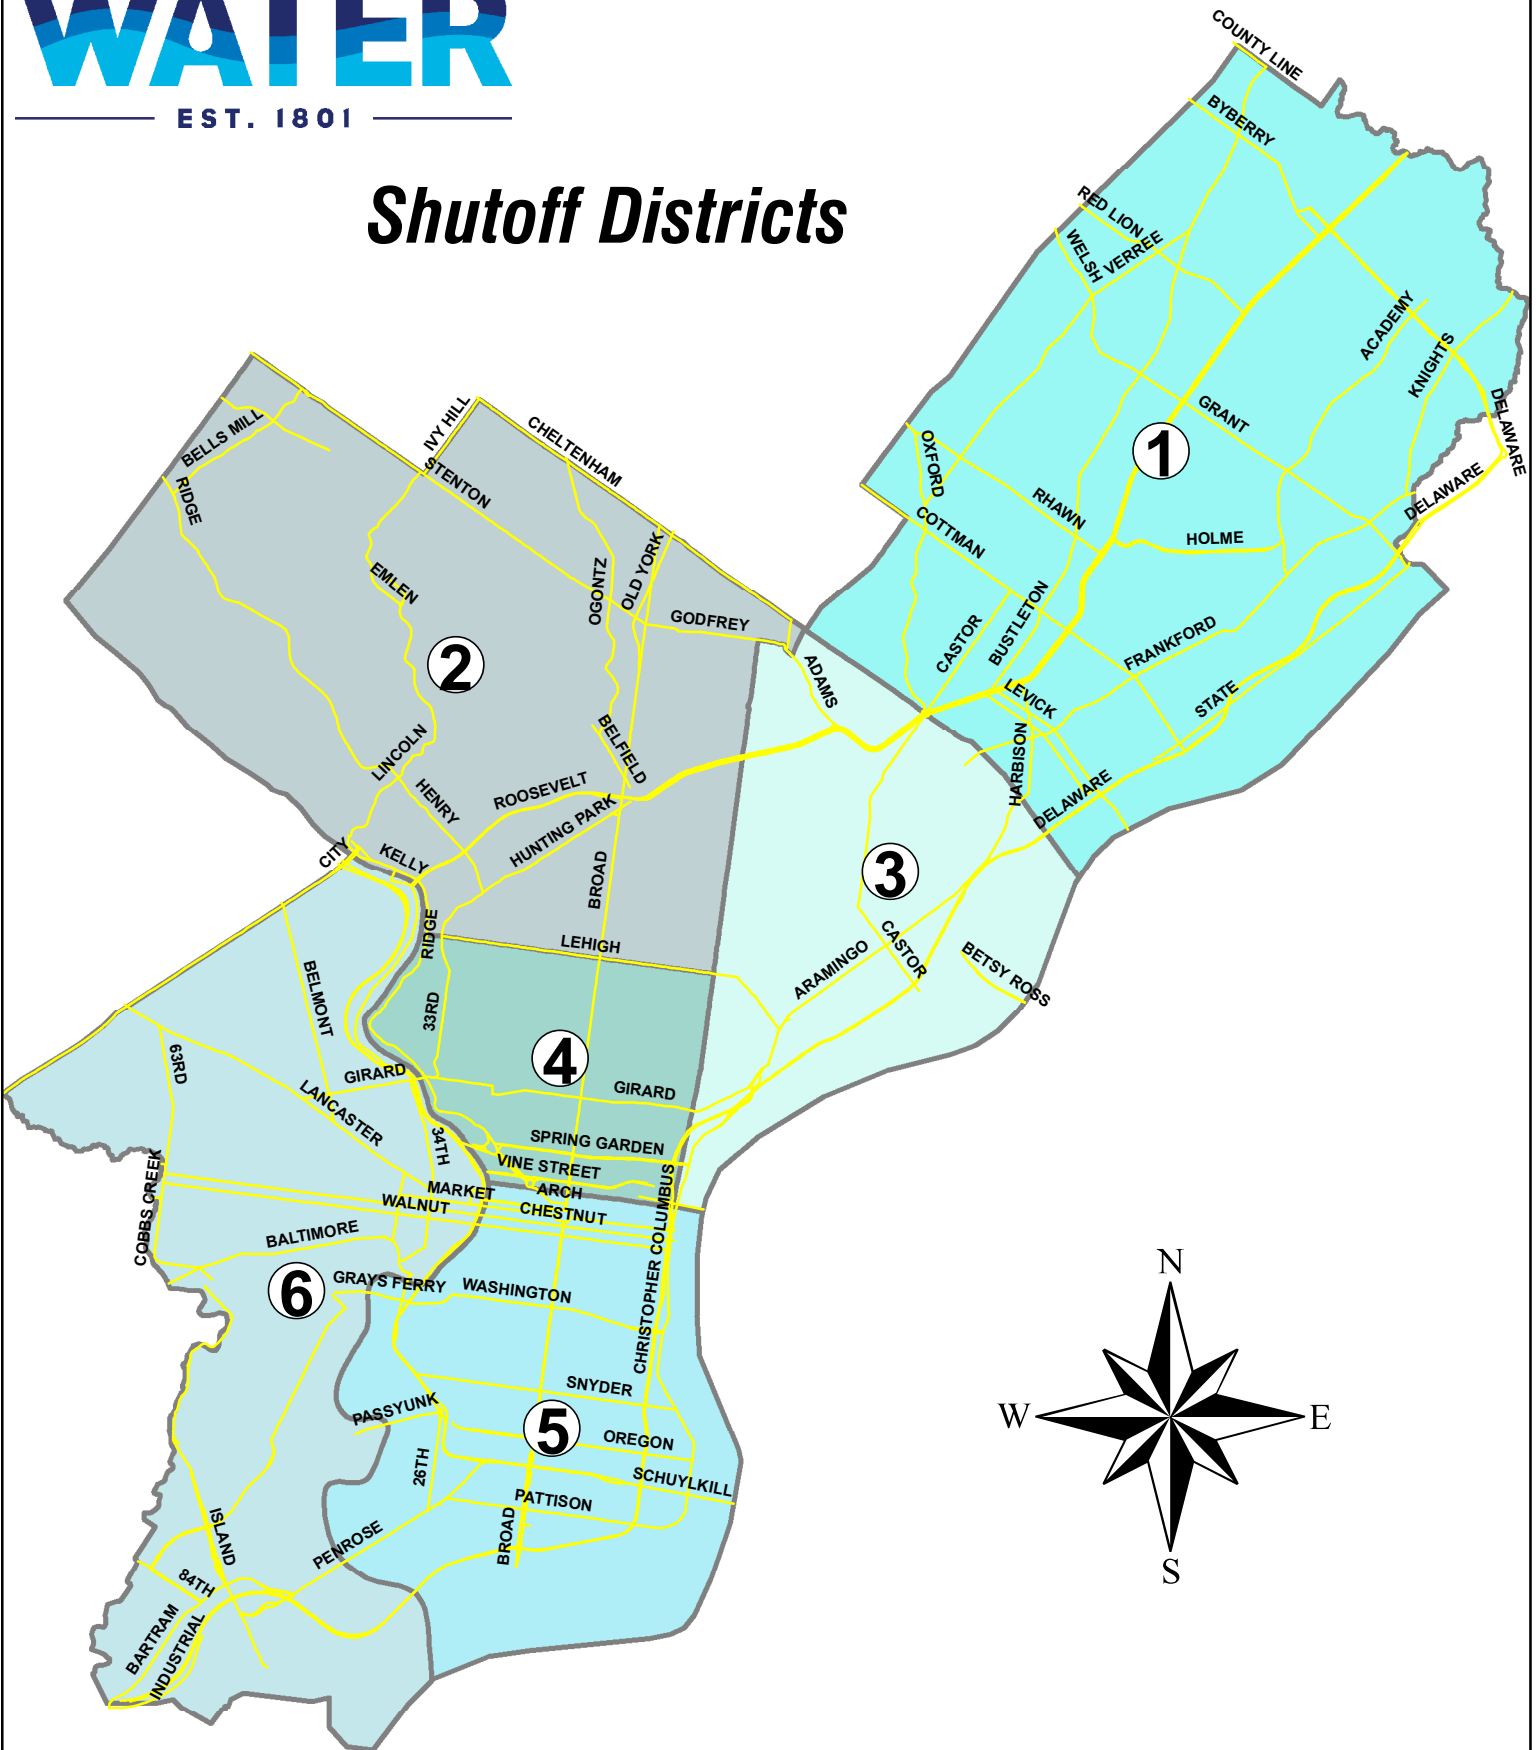 WATER
EST. 1801
Shutoff Districts
COUNTY LINE
BYBERRY
RED LION
WELSH
VERREE
ACADEMY
KNIGHTS
DELAWARE
GRANT
1
OXFORD
RHAWN
DELAWARE
COTTMAN
HOLME
BUSTLETON
CASTOR
FRANKFORD
LEVICK
STATE
HARBISON
DELAWARE
BELLS MILL
RIDGE
IVY HILL
STENTON
CHELTENHAM
OGONTZ
OLD YORK
EMLEN
GODFREY
2
ADAMS
LINCOLN
BELFIELD
HENRY
ROOSEVELT
HUNTING PARK
CITY
KELLY
BROAD
3
RIDGE
LEHIGH
CASTOR
ARAMINGO
BETSY ROSS
BELMONT
33RD
63RD
4
GIRARD
GIRARD
LANCASTER
34TH
SPRING GARDEN
VINE STREET
COBBS CREEK
MARKET
ARCH
WALNUT
CHESTNUT
BALTIMORE
CHRISTOPHER COLUMBUS
6
GRAYS FERRY
WASHINGTON
SNYDER
PASSYUNK
5
OREGON
26TH
SCHUYLKILL
PATTISON
BROAD
ISLAND
PENROSE
84TH
BARTRAM
INDUSTRIAL
N
W
E
S